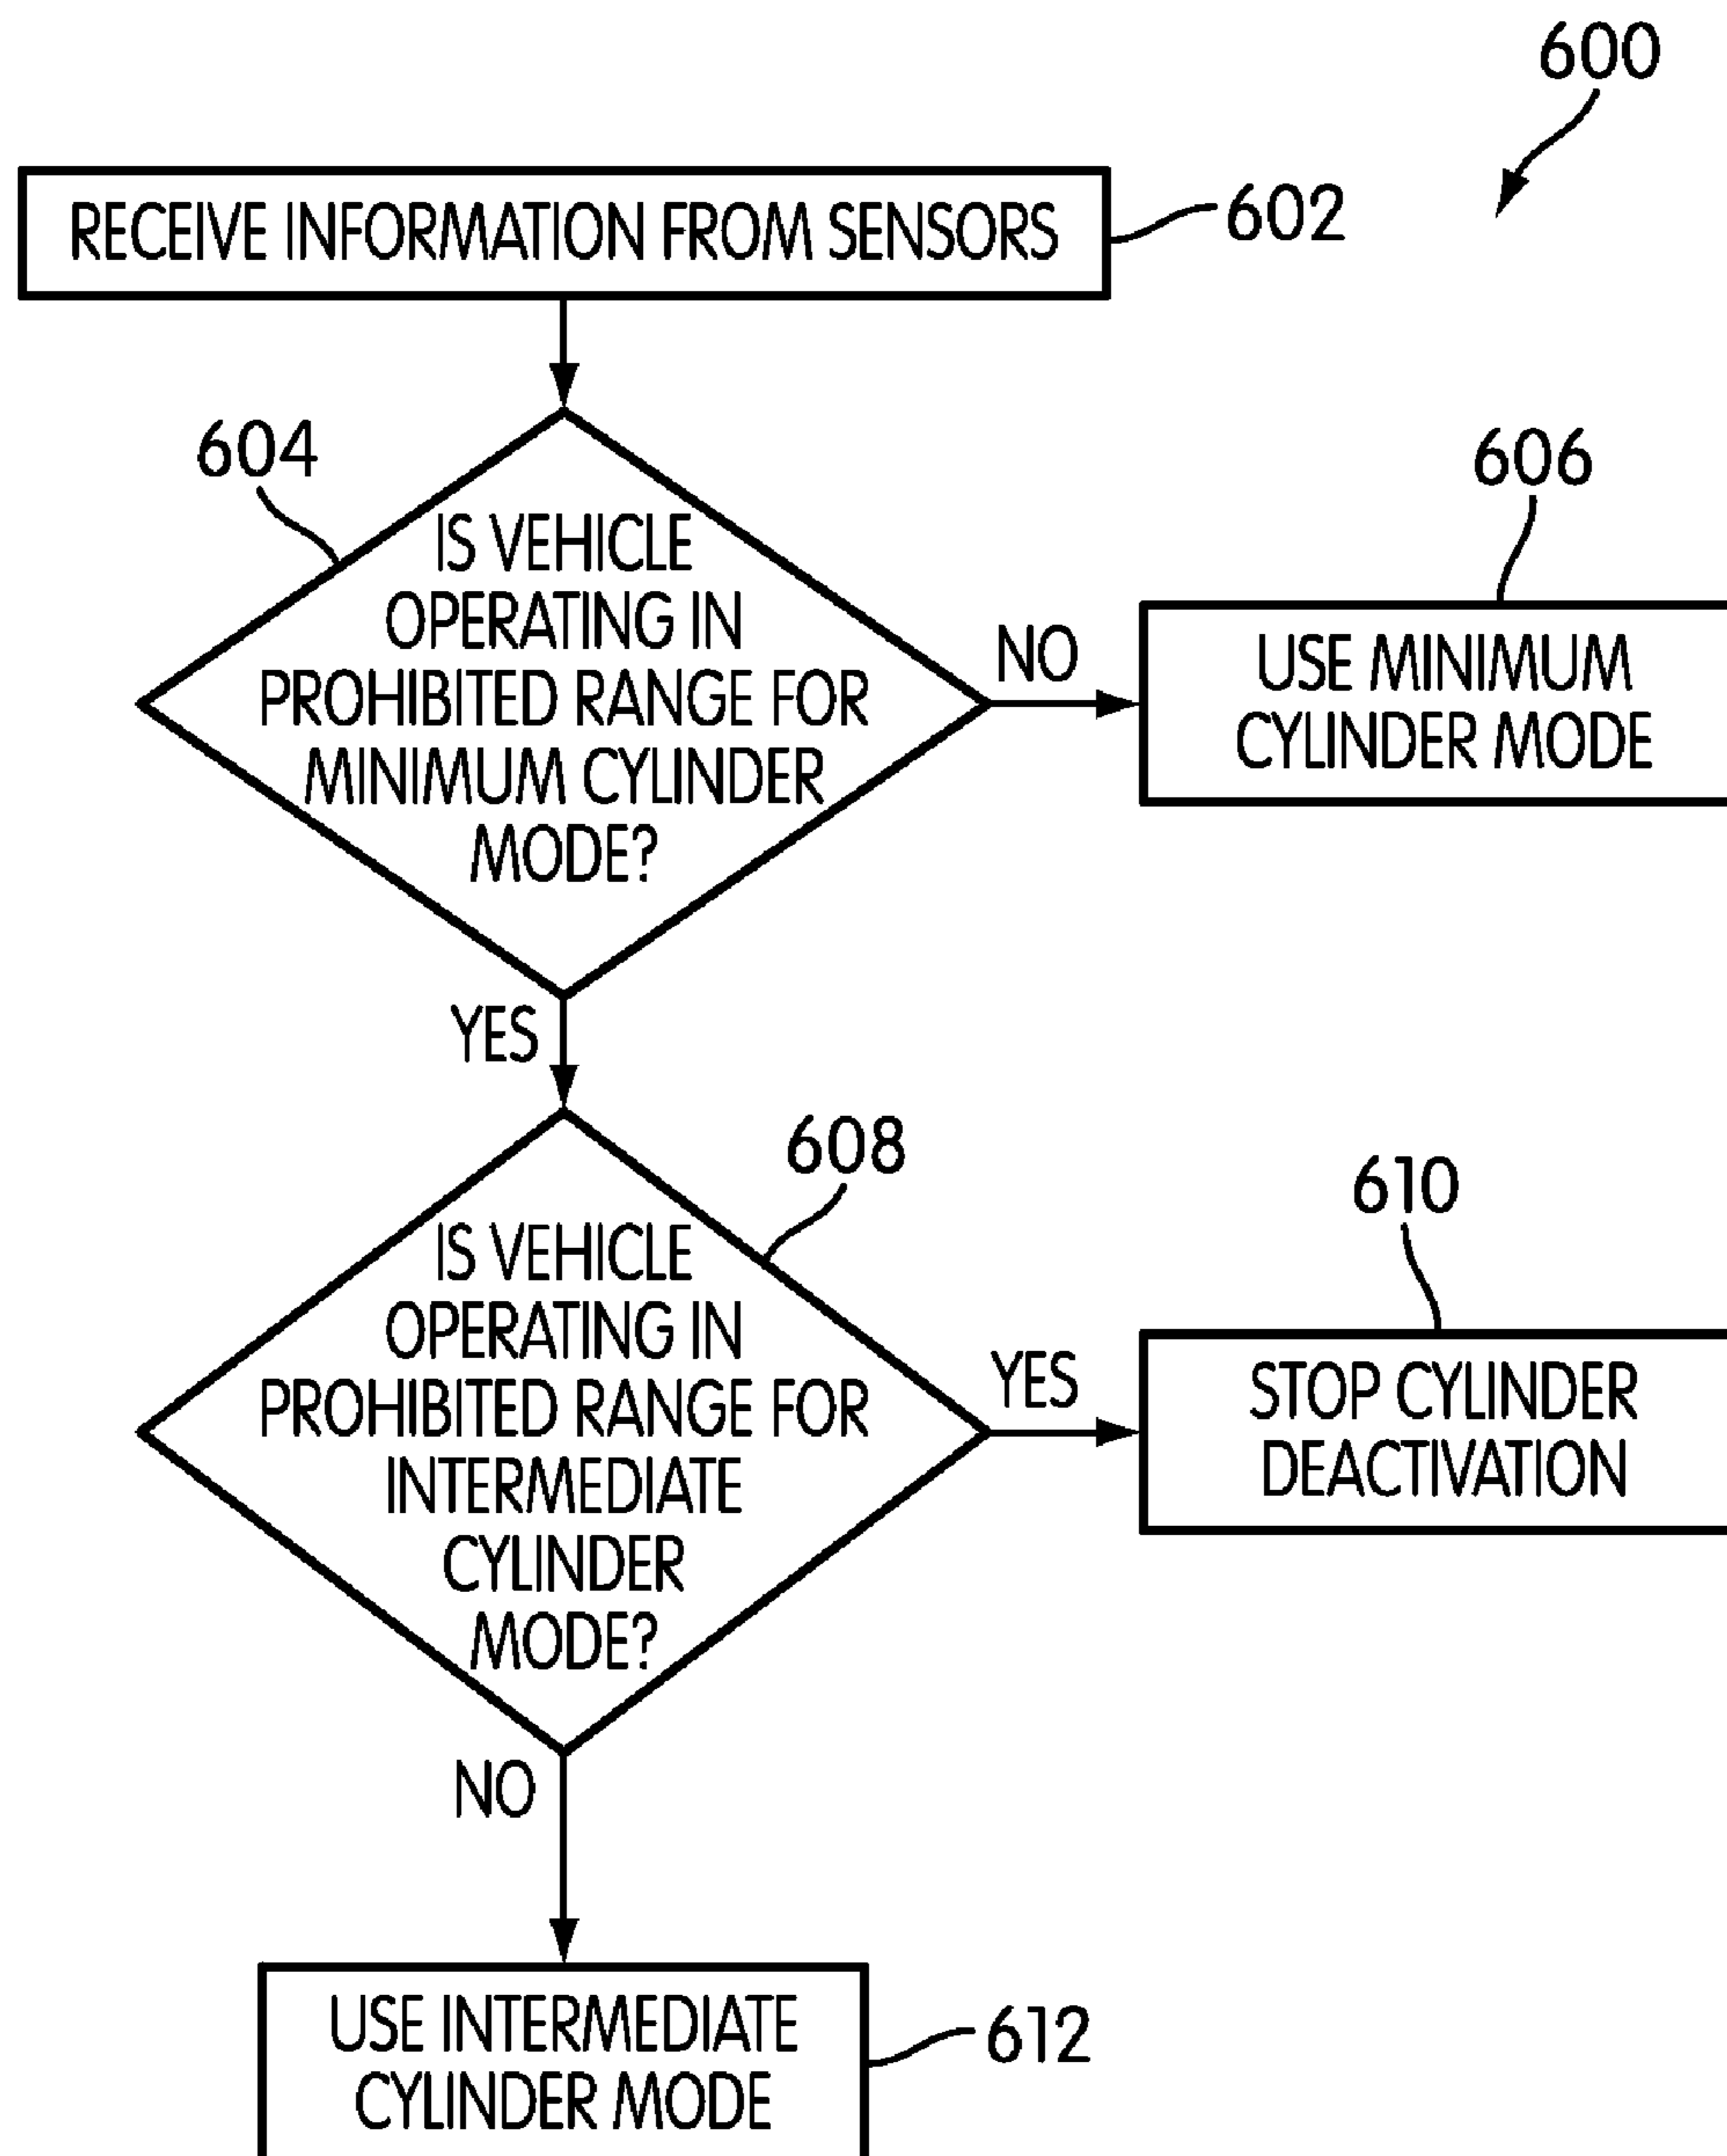 600
RECEIVE INFORMATION FROM SENSORS
602
604
IS VEHICLE
OPERATING IN
PROHIBITED RANGE FOR
MINIMUM CYLINDER
MODE?
NO
606
USE MINIMUM
CYLINDER MODE
YES
608
IS VEHICLE
OPERATING IN
PROHIBITED RANGE FOR
INTERMEDIATE
CYLINDER
MODE?
YES
610
STOP CYLINDER
DEACTIVATION
NO
USE INTERMEDIATE
CYLINDER MODE
612